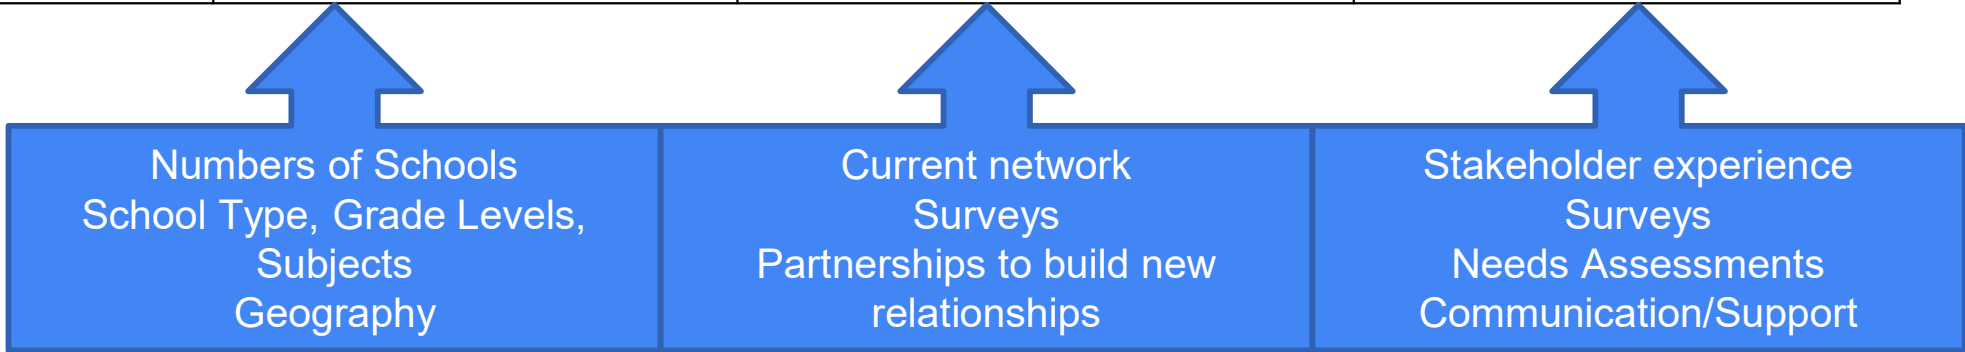 Numbers of Schools
School Type, Grade Levels,
Subjects
Geography
Current network
Surveys
Partnerships to build new
relationships
Stakeholder experience
Surveys
Needs Assessments
Communication/Support